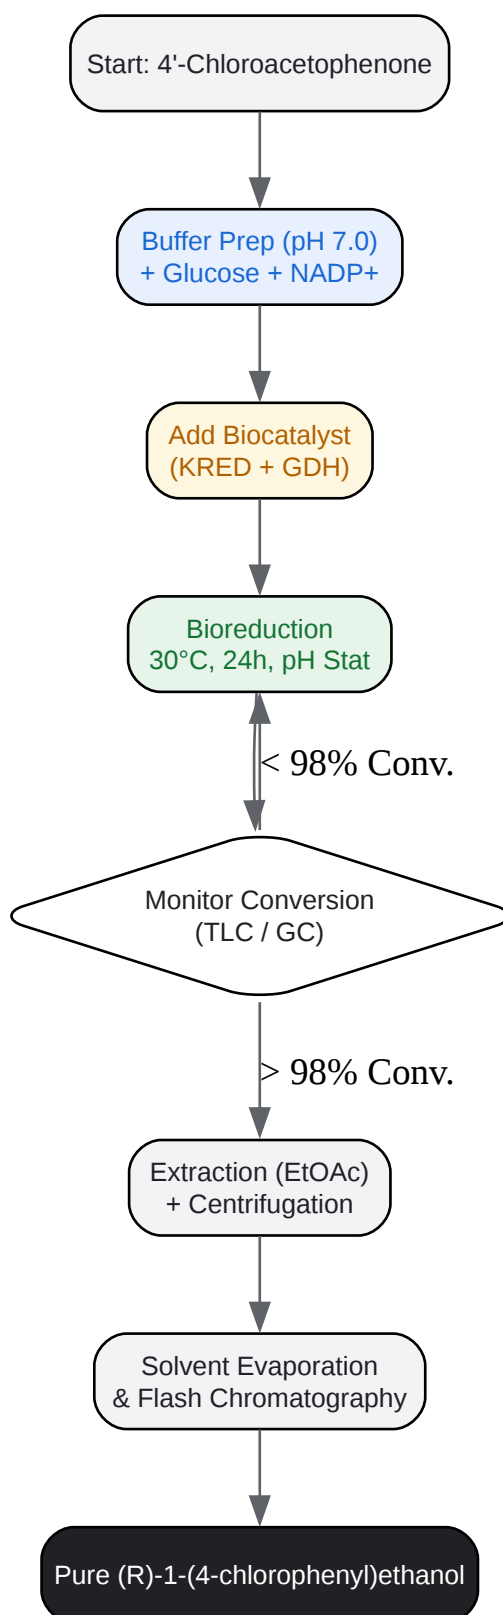 Start: 4'-Chloroacetophenone
Buffer Prep (pH 7.0)
+ Glucose + NADP+
Add Biocatalyst
(KRED + GDH)
Bioreduction
30°C, 24h, pH Stat
< 98% Conv.
Monitor Conversion
(TLC / GC)
> 98% Conv.
Extraction (EtOAc)
+ Centrifugation
Solvent Evaporation
& Flash Chromatography
Pure (R)-1-(4-chlorophenyl)ethanol